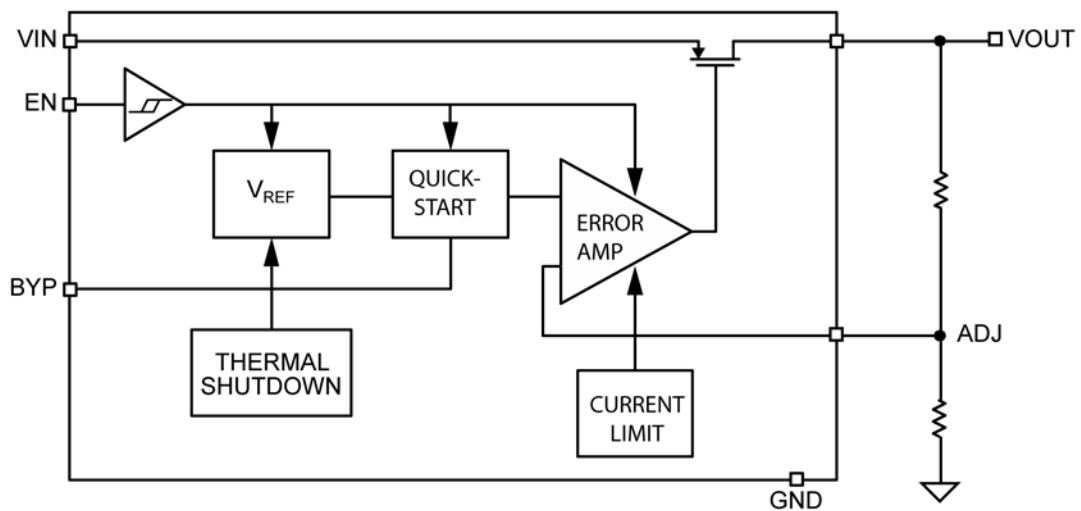 VIN
VOUT
EN
VREF
QUICK-
START
ERROR
AMP
BYP
ADJ
THERMAL
SHUTDOWN
CURRENT
LIMIT
GND